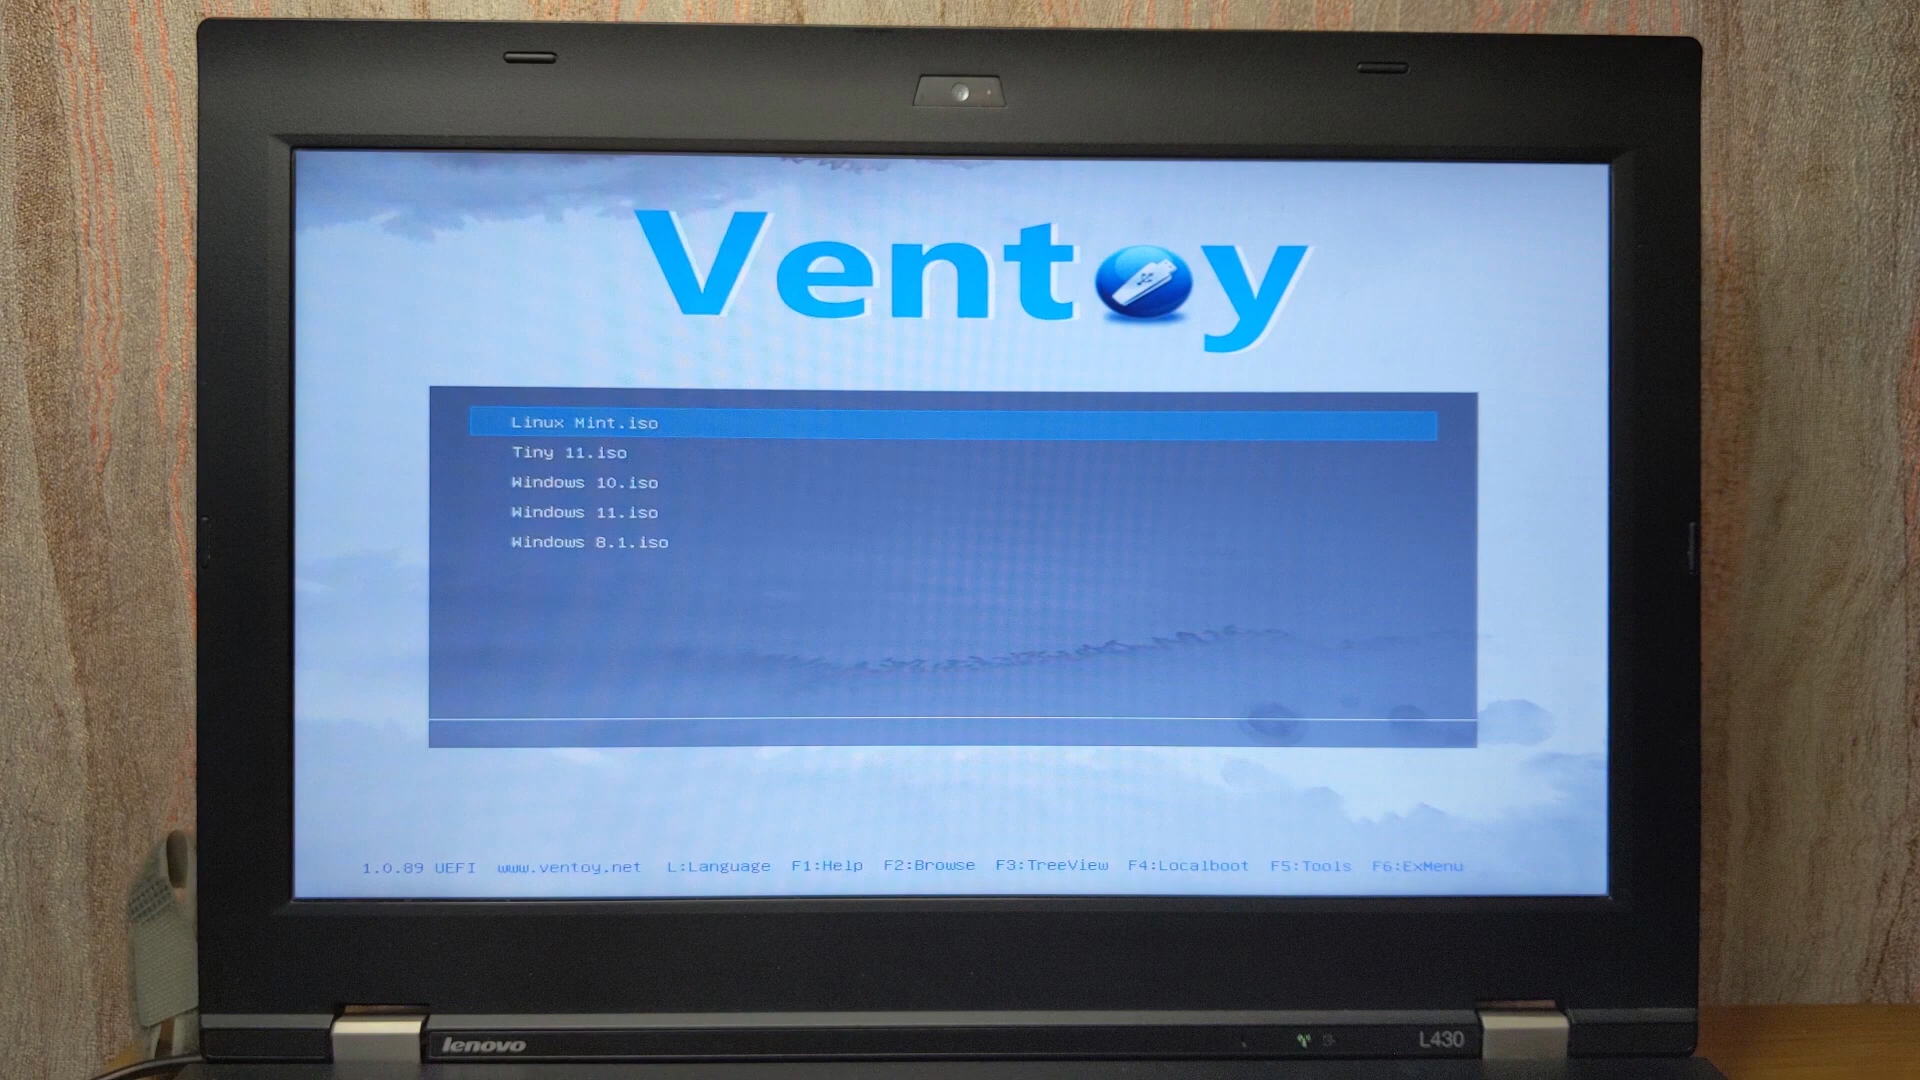 Ventoy
Linux Mint.iso
Tiny 11.iso
Windows 10.iso
Windows 11.iso
Windows 8.1.iso
1.0.89 UEFI www.ventoy.net L:Language F1:Help F2:Browse F3:TreeView F4:Localboot F5:Tools F6:ExMenu
lenovo L430